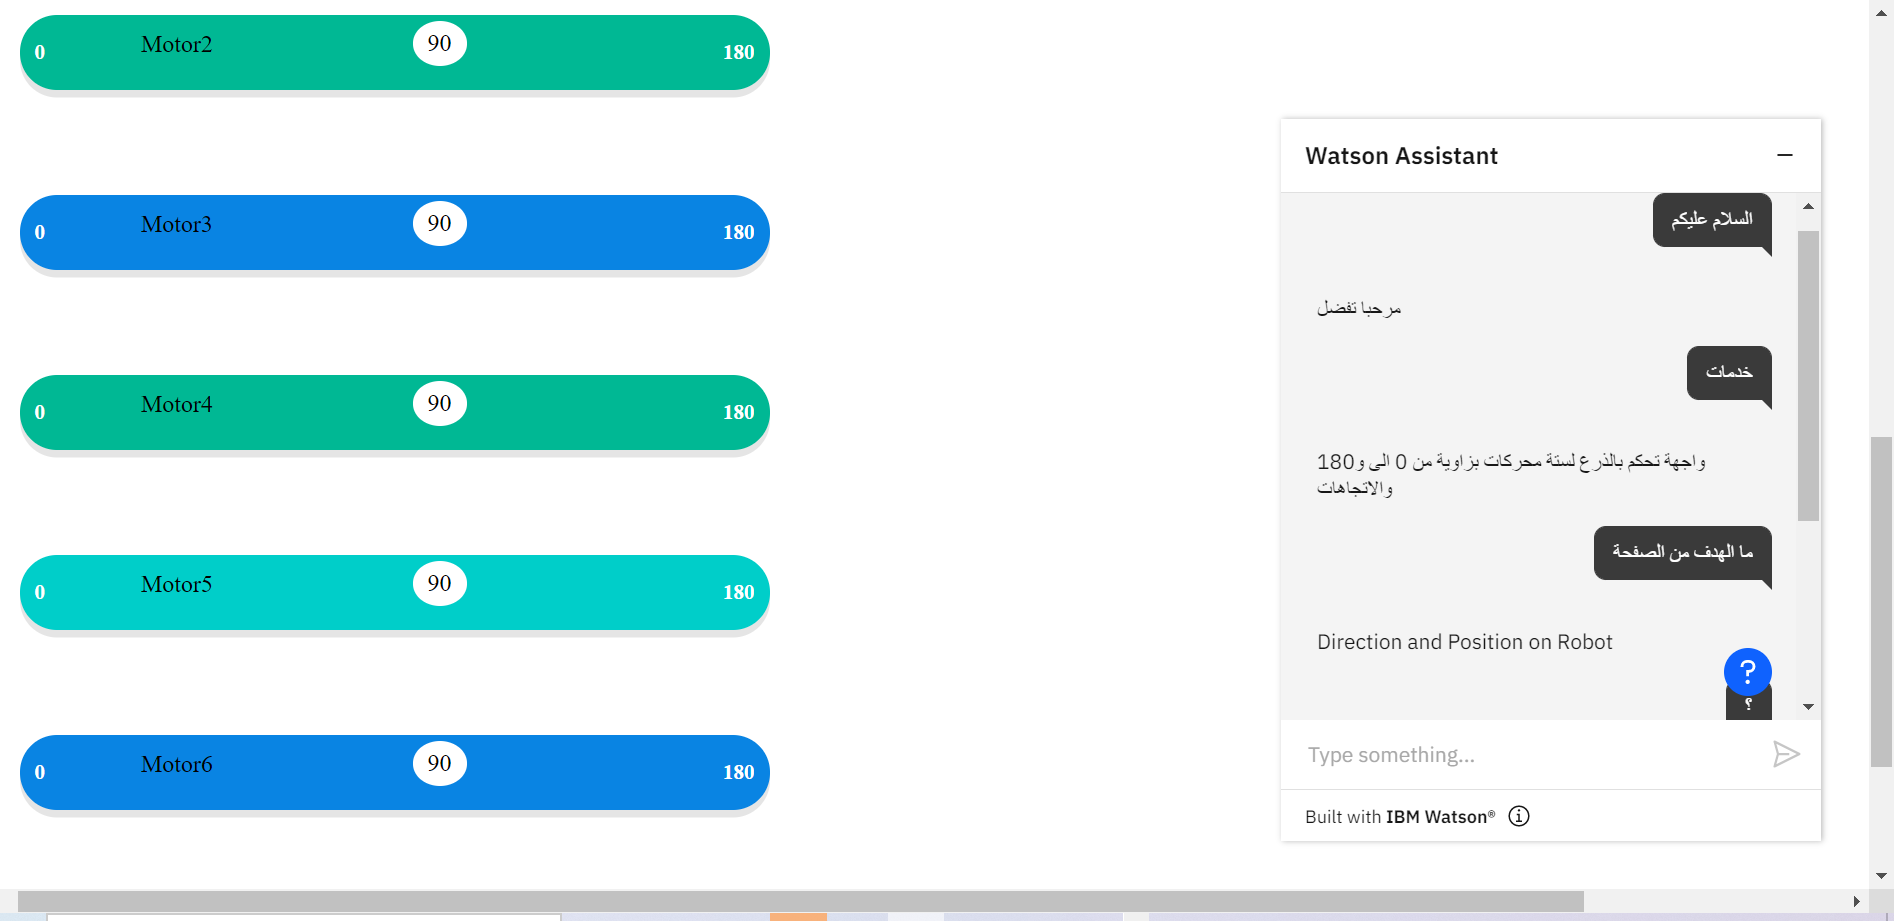 0 Motor2 90 180
0 Motor3 90 180
0 Motor4 90 180
0 Motor5 90 180
0 Motor6 90 180
Watson Assistant
السلام عليكم
مرحبا تفضل
خدمات
واجهة تحكم بالذرع لستة محركات بزاوية من 0 الى و180
والاتجاهات
ما الهدف من الصفحة
Direction and Position on Robot
?
؟
Type something...
Built with IBM Watson®